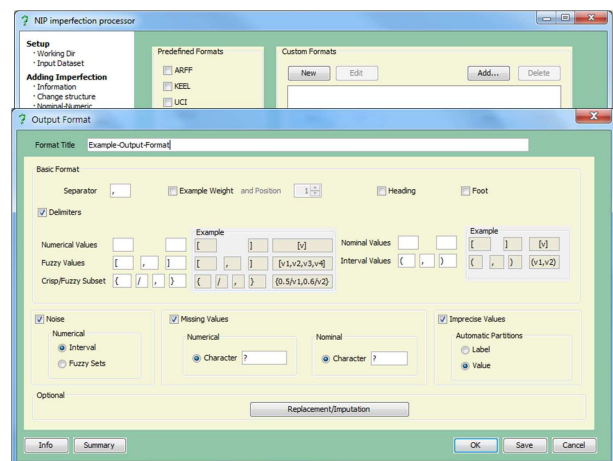 NIP imperfection processor
Setup
· Working Dir
· Input Dataset
Adding Imperfection
· Information
· Change structure
· Nominal-Numeric
Predefined Formats
ARFF
KEEL
UCI
Custom Formats
New Edit Add... Delete
Output Format
Format Title Example-Output-Format
Basic Format
Separator , Example Weight and Position 1 Heading Foot
Delimiters
Example Example
Numerical Values [ ] [v] Nominal Values [ ] [v]
Fuzzy Values [ , ] [ , ] [v1,v2,v3,v4] Interval Values ( , ) ( , ) (v1,v2)
Crisp/Fuzzy Subset { / , } { / , } {0.5/v1,0.6/v2}
Noise
Numerical
Interval
Fuzzy Sets
Missing Values
Numerical
Character ?
Nominal
Character ?
Imprecise Values
Automatic Partitions
Label
Value
Optional
Replacement/Imputation
Info Summary OK Save Cancel